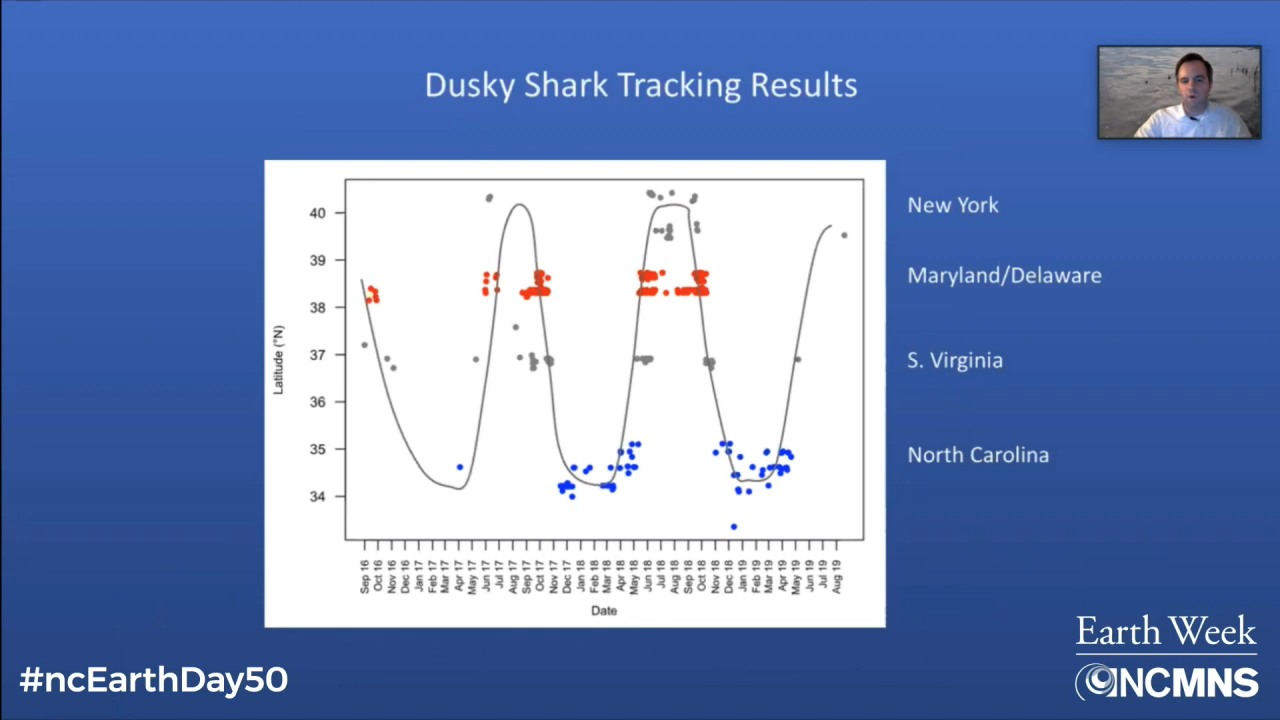 Dusky Shark Tracking Results
New York
Maryland/Delaware
S. Virginia
North Carolina
40
39
38
37
36
35
34
Latitude (°N)
Sep 16
Oct 16
Nov 16
Dec 16
Jan 17
Feb 17
Mar 17
Apr 17
May 17
Jun 17
Jul 17
Aug 17
Sep 17
Oct 17
Nov 17
Dec 17
Jan 18
Feb 18
Mar 18
Apr 18
May 18
Jun 18
Jul 18
Aug 18
Sep 18
Oct 18
Nov 18
Dec 18
Jan 19
Feb 19
Mar 19
Apr 19
May 19
Jun 19
Jul 19
Aug 19
Date
#ncEarthDay50
Earth Week
NCMNS